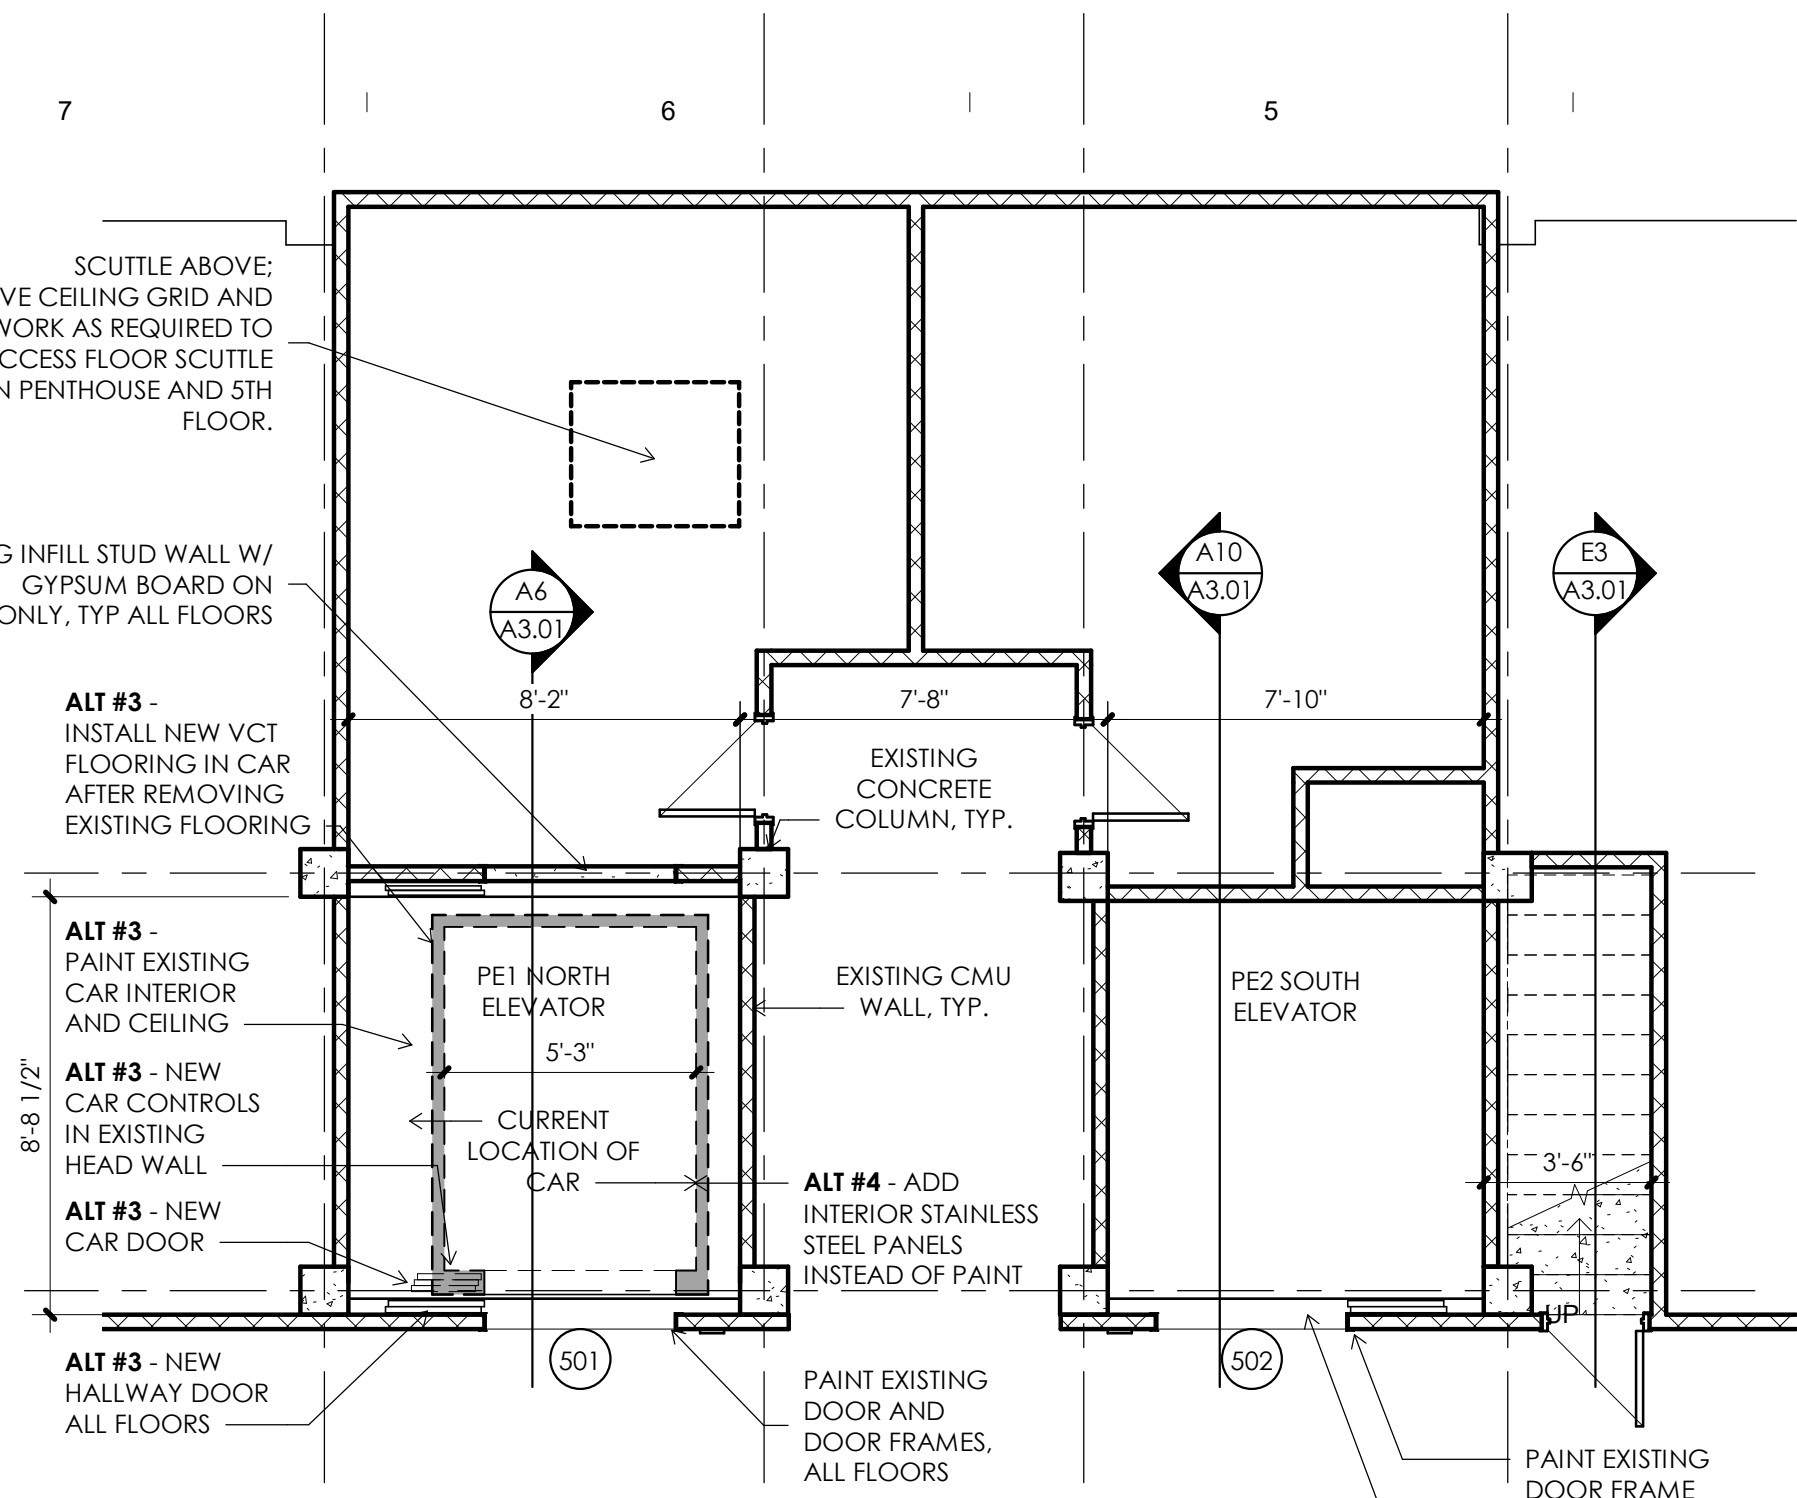 7
6
5
SCUTTLE ABOVE;
VE CEILING GRID AND
WORK AS REQUIRED TO
CCESS FLOOR SCUTTLE
N PENTHOUSE AND 5TH
FLOOR.
G INFILL STUD WALL W/
GYPSUM BOARD ON
ONLY, TYP ALL FLOORS
A6
A3.01
A10
A3.01
E3
A3.01
8'-2"
7'-8"
7'-10"
ALT #3 -
INSTALL NEW VCT
FLOORING IN CAR
AFTER REMOVING
EXISTING FLOORING
EXISTING
CONCRETE
COLUMN, TYP.
ALT #3 -
PAINT EXISTING
CAR INTERIOR
AND CEILING
PE1 NORTH
ELEVATOR
EXISTING CMU
WALL, TYP.
PE2 SOUTH
ELEVATOR
5'-3"
8'-8 1/2"
ALT #3 - NEW
CAR CONTROLS
IN EXISTING
HEAD WALL
CURRENT
LOCATION OF
CAR
3'-6"
ALT #3 - NEW
CAR DOOR
ALT #4 - ADD
INTERIOR STAINLESS
STEEL PANELS
INSTEAD OF PAINT
UP
ALT #3 - NEW
HALLWAY DOOR
ALL FLOORS
501
502
PAINT EXISTING
DOOR AND
DOOR FRAMES,
ALL FLOORS
PAINT EXISTING
DOOR FRAME